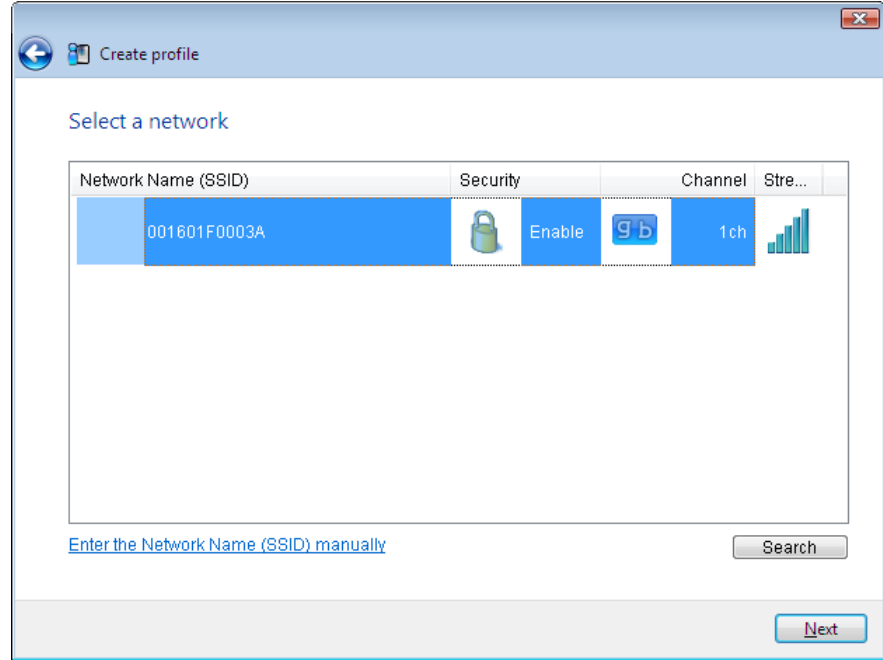 Create profile
Select a network
Network Name (SSID) Security Channel Stre...
001601F0003A Enable g b 1ch
Enter the Network Name (SSID) manually Search
Next